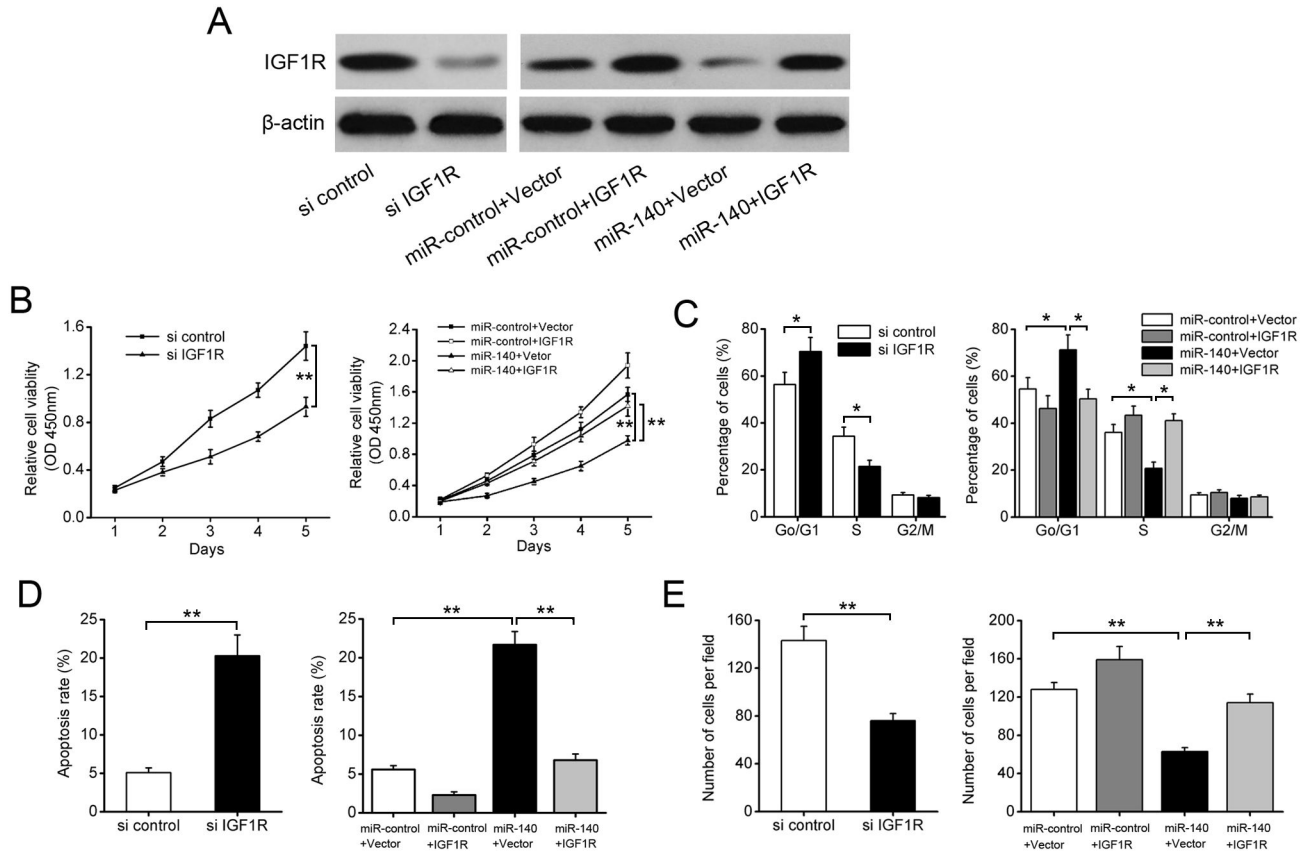 A
IGF1R
β-actin
si control
si IGF1R
miR-control+Vector
miR-control+IGF1R
miR-140+Vector
miR-140+IGF1R
B
Relative cell viablity
(OD 450nm)
1.6
1.2
0.8
0.4
0.0
si control
si IGF1R
**
1 2 3 4 5
Days
Relative cell viablity
(OD 450nm)
2.4
2.0
1.6
1.2
0.8
0.4
0.0
miR-control+Vector
miR-control+IGF1R
miR-140+Vetor
miR-140+IGF1R
** **
1 2 3 4 5
Days
C
Percentage of cells (%)
80
60
40
20
0
si control
si IGF1R
*
*
Go/G1 S G2/M
Percentage of cells (%)
80
60
40
20
0
miR-control+Vector
miR-control+IGF1R
miR-140+Vector
miR-140+IGF1R
* *
* *
Go/G1 S G2/M
D
Apoptosis rate (%)
25
20
15
10
5
0
**
si control si IGF1R
Apoptosis rate (%)
25
20
15
10
5
0
** **
miR-control miR-control miR-140 miR-140
+Vector +IGF1R +Vector +IGF1R
E
Number of cells per field
160
120
80
40
0
**
si control si IGF1R
Number of cells per field
200
160
120
80
40
0
** **
miR-control miR-control miR-140 miR-140
+Vector +IGF1R +Vector +IGF1R